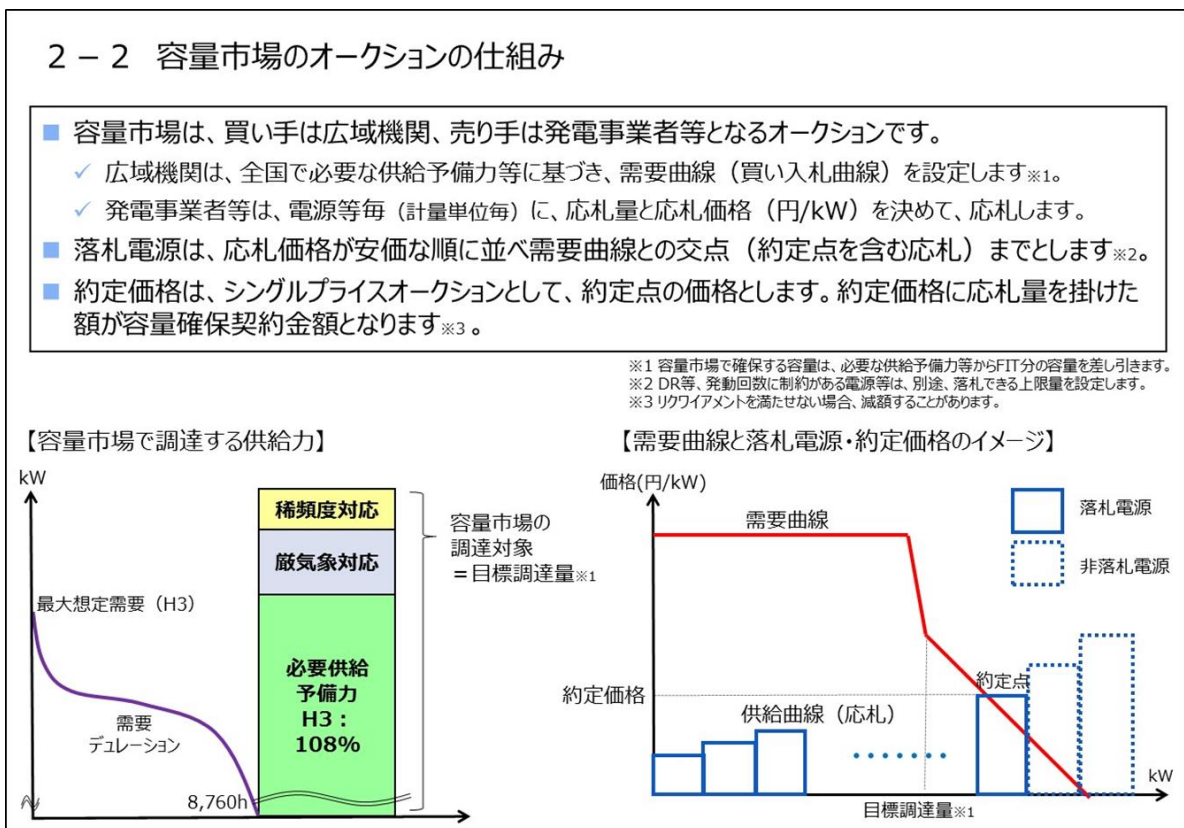 ２－２ 容量市場のオークションの仕組み
■ 容量市場は、買い手は広域機関、売り手は発電事業者等となるオークションです。
✓ 広域機関は、全国で必要な供給予備力等に基づき、需要曲線（買い入札曲線）を設定します※1。
✓ 発電事業者等は、電源等毎（計量単位毎）に、応札量と応札価格（円/kW）を決めて、応札します。
■ 落札電源は、応札価格が安価な順に並べ需要曲線との交点（約定点を含む応札）までとします※2。
■ 約定価格は、シングルプライスオークションとして、約定点の価格とします。約定価格に応札量を掛けた
額が容量確保契約金額となります※3 。
※1 容量市場で確保する容量は、必要な供給予備力等からFIT分の容量を差し引きます。
※2 DR等、発動回数に制約がある電源等は、別途、落札できる上限量を設定します。
※3 リクワイアメントを満たせない場合、減額することがあります。
【容量市場で調達する供給力】
kW
稀頻度対応
厳気象対応
容量市場の
調達対象
＝目標調達量※1
最大想定需要（H3）
必要供給
予備力
H3：
108%
需要
デュレーション
8,760h
【需要曲線と落札電源・約定価格のイメージ】
価格(円/kW)
需要曲線
落札電源
非落札電源
約定価格
約定点
供給曲線（応札）
kW
目標調達量※1